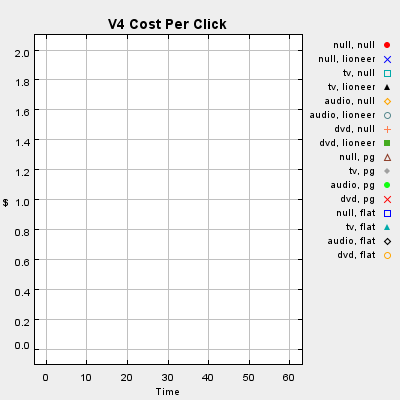 V4 Cost Per Click
2.0
1.8
1.6
1.4
1.2
$ 1.0
0.8
0.6
0.4
0.2
0.0
0 10 20 30 40 50 60
Time
null, null
null, lioneer
tv, null
tv, lioneer
audio, null
audio, lioneer
dvd, null
dvd, lioneer
null, pg
tv, pg
audio, pg
dvd, pg
null, flat
tv, flat
audio, flat
dvd, flat